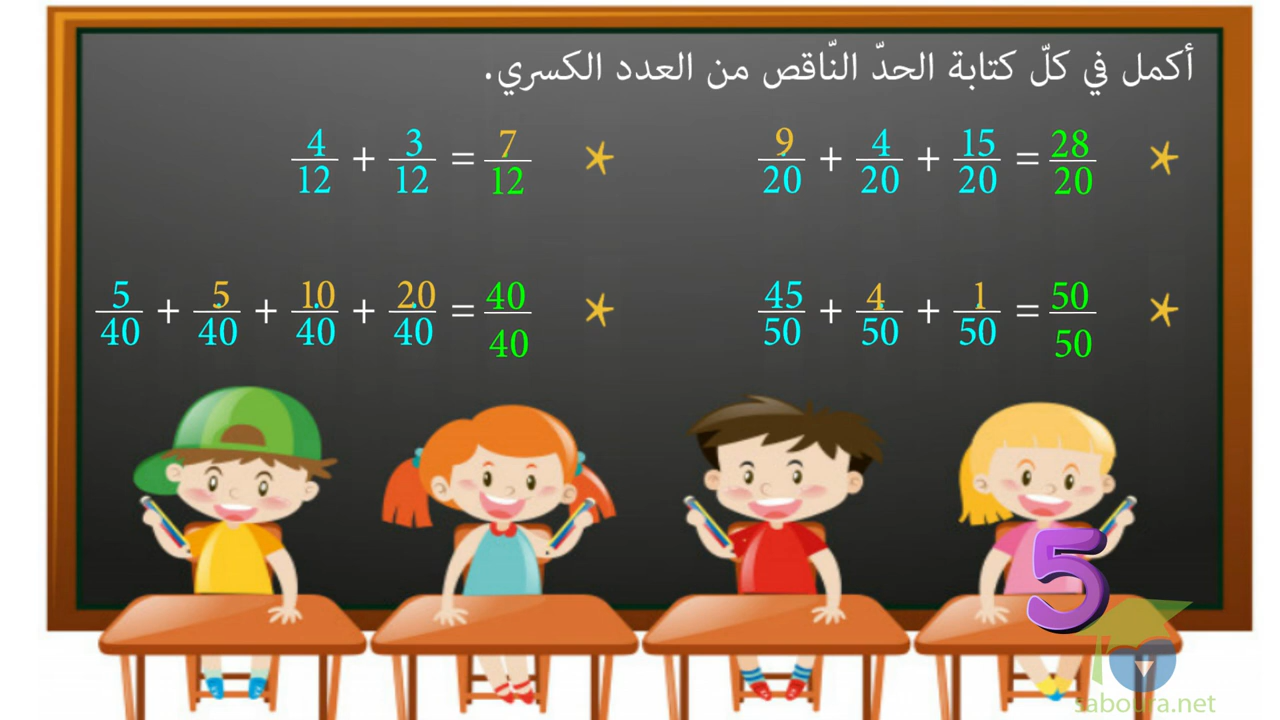 أكمل في كلّ كتابة الحدّ النّاقص من العدد الكسري.
9/20 + 4/20 + 15/20 = 28/20
4/12 + 3/12 = 7/12
45/50 + 4/50 + 1/50 = 50/50
5/40 + 5/40 + 10/40 + 20/40 = 40/40
5
saboura.net